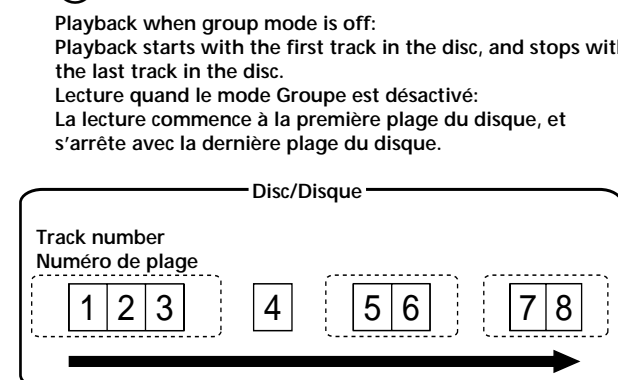 Playback when group mode is off:
Playback starts with the first track in the disc, and stops with
the last track in the disc.
Lecture quand le mode Groupe est désactivé:
La lecture commence à la première plage du disque, et
s'arrête avec la dernière plage du disque.
Disc/Disque
Track number
Numéro de plage
1 2 3 4 5 6 7 8